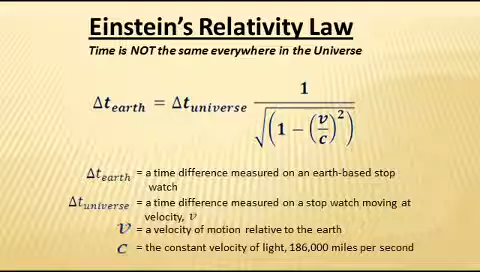 Einstein's Relativity Law
Time is NOT the same everywhere in the Universe
Δt_earth = Δt_universe 1 / √((1 − (v/c)²))
Δt_earth = a time difference measured on an earth-based stop
watch
Δt_universe = a time difference measured on a stop watch moving at
velocity, v
v = a velocity of motion relative to the earth
c = the constant velocity of light, 186,000 miles per second